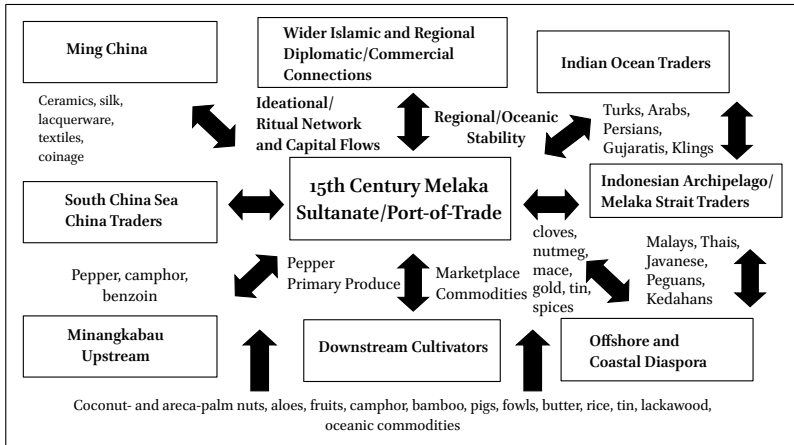 Ming China
Wider Islamic and Regional
Diplomatic/Commercial
Connections
Indian Ocean Traders
Ceramics, silk,
lacquerware,
textiles,
coinage
Ideational/
Ritual Network
and Capital Flows
Regional/Oceanic
Stability
Turks, Arabs,
Persians,
Gujaratis, Klings
South China Sea
China Traders
15th Century Melaka
Sultanate/Port-of-Trade
Indonesian Archipelago/
Melaka Strait Traders
Pepper, camphor,
benzoin
Pepper
Primary Produce
Marketplace
Commodities
cloves,
nutmeg,
mace,
gold, tin,
spices
Malays, Thais,
Javanese,
Peguans,
Kedahans
Minangkabau
Upstream
Downstream Cultivators
Offshore and
Coastal Diaspora
Coconut- and areca-palm nuts, aloes, fruits, camphor, bamboo, pigs, fowls, butter, rice, tin, lackawood,
oceanic commodities